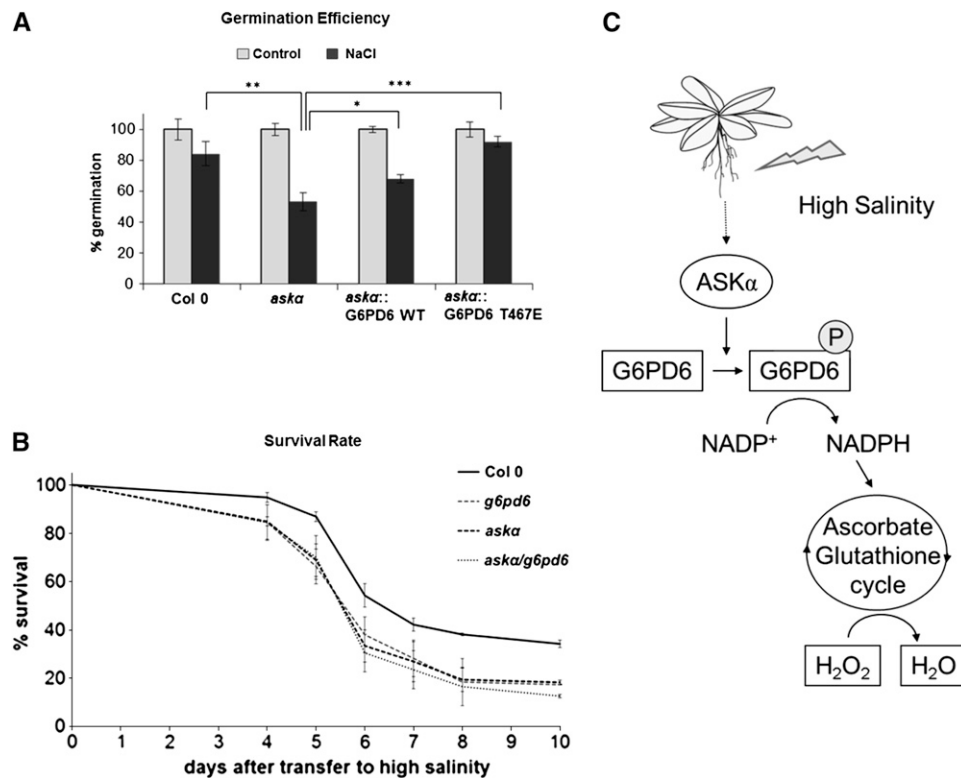 A
Germination Efficiency
Control NaCl
** *** *
% germination
100
80
60
40
20
0
Col 0 askα askα:: G6PD6 WT askα:: G6PD6 T467E
B
Survival Rate
Col 0
g6pd6
askα
askα/g6pd6
% survival
100
80
60
40
20
0
0 1 2 3 4 5 6 7 8 9 10
days after transfer to high salinity
C
High Salinity
ASKα
P
G6PD6 G6PD6
NADP⁺ NADPH
Ascorbate
Glutathione
cycle
H₂O₂ H₂O